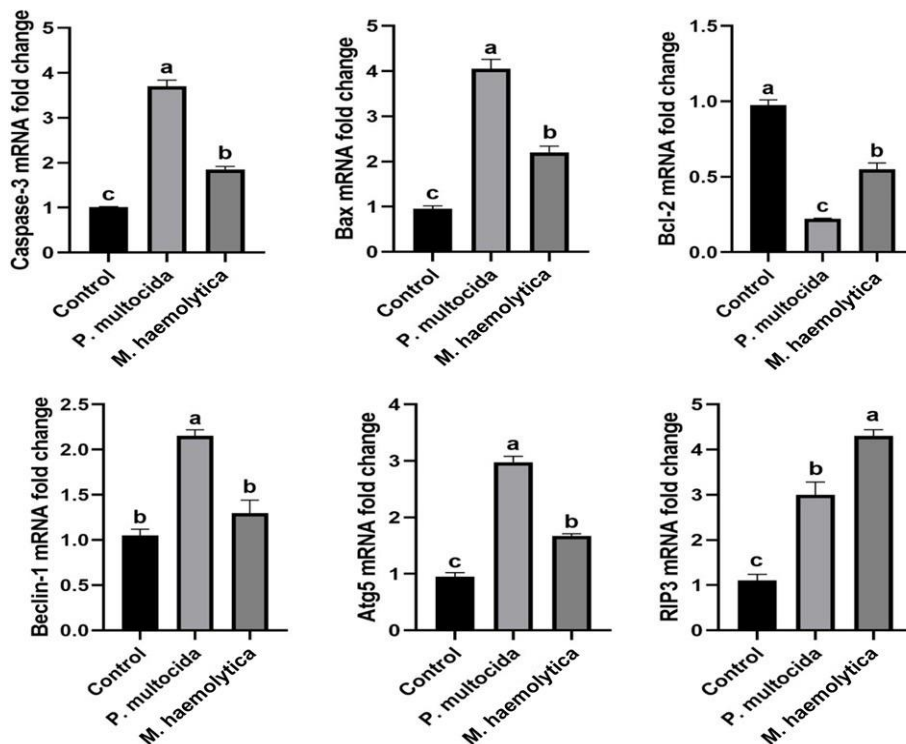 Caspase-3 mRNA fold change
5
4
3
2
1
0
c
a
b
Control
P. multocida
M. haemolytica
Bax mRNA fold change
5
4
3
2
1
0
c
a
b
Control
P. multocida
M. haemolytica
Bcl-2 mRNA fold change
1.5
1.0
0.5
0.0
a
c
b
Control
P. multocida
M. haemolytica
Beclin-1 mRNA fold change
2.5
2.0
1.5
1.0
0.5
0.0
b
a
b
Control
P. multocida
M. haemolytica
Atg5 mRNA fold change
4
3
2
1
0
c
a
b
Control
P. multocida
M. haemolytica
RIP3 mRNA fold change
5
4
3
2
1
0
c
b
a
Control
P. multocida
M. haemolytica